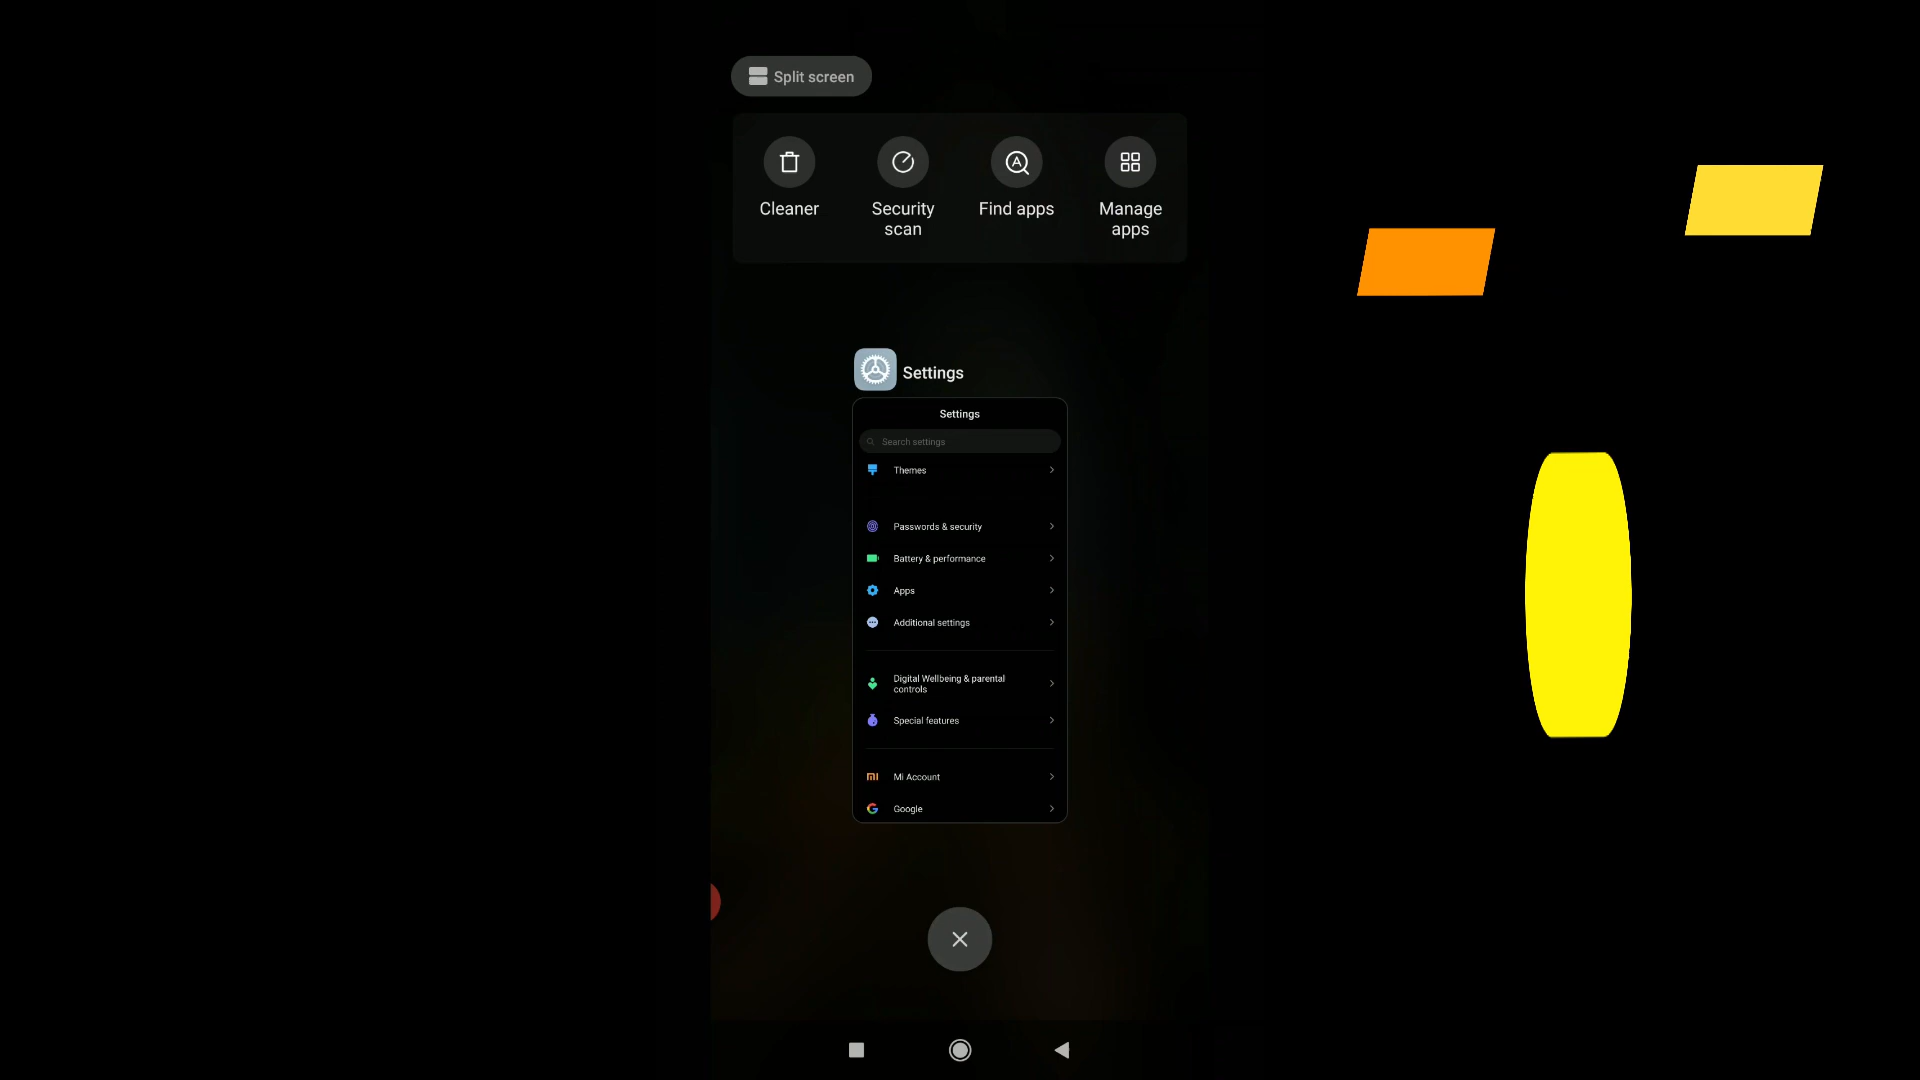 Split screen
Cleaner
Security
scan
Find apps
Manage
apps
Settings
Settings
Search settings
Themes
Passwords & security
Battery & performance
Apps
Additional settings
Digital Wellbeing & parental
controls
Special features
Mi Account
Google